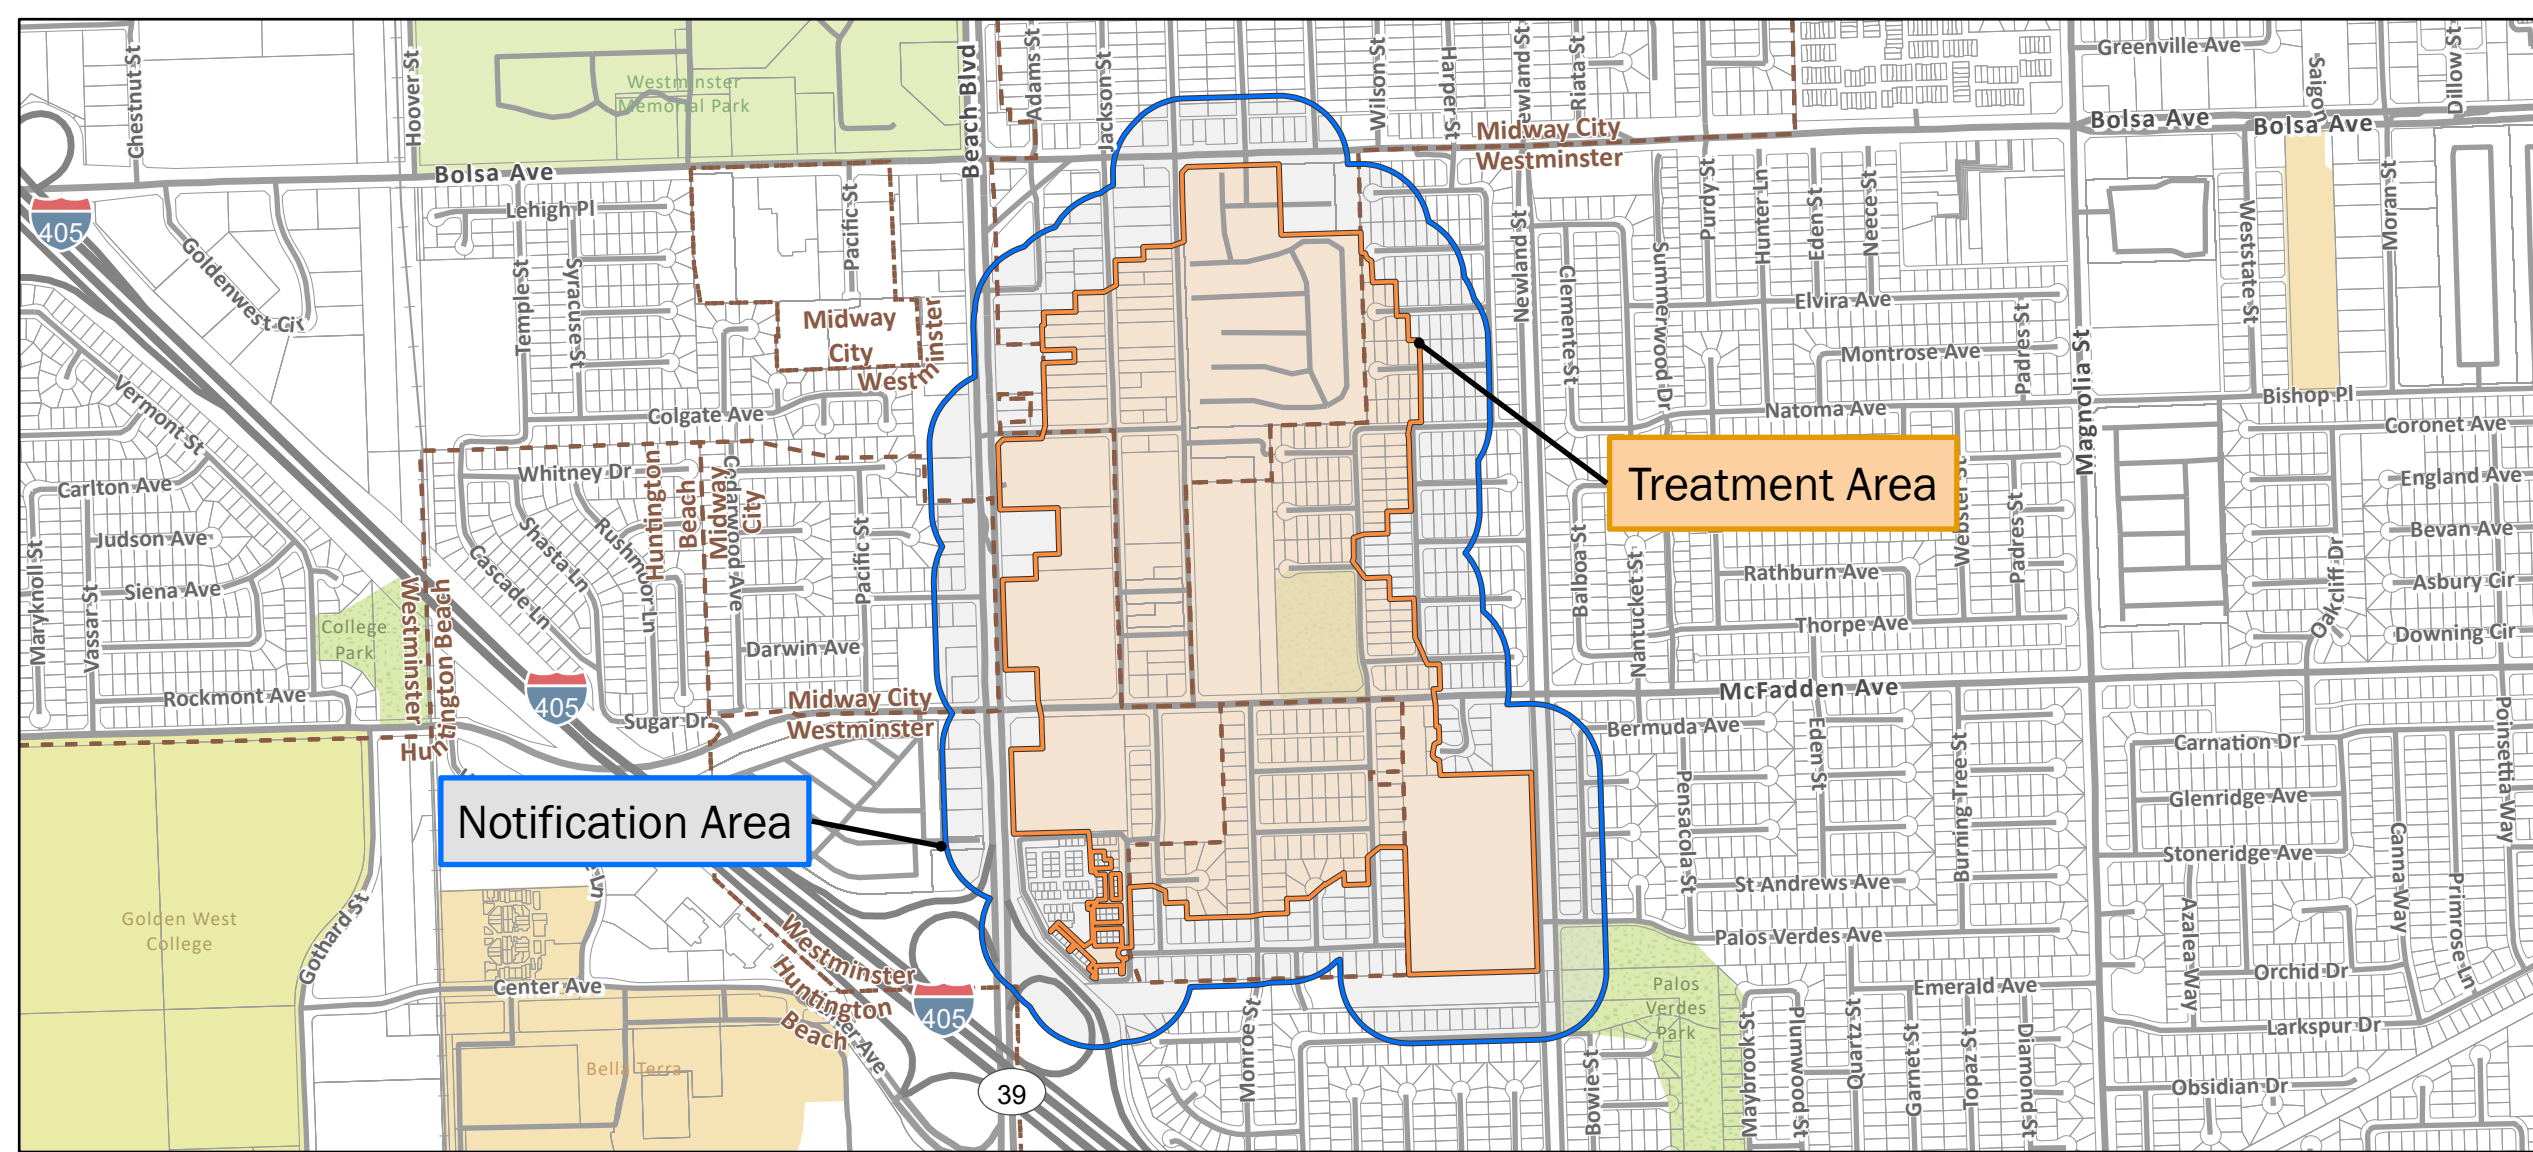 Chestnut St
Hoover St
Westminster
Memorial Park
Beach Blvd
Adams St
Jackson St
Wilson St
Harper St
Newland St
Riata St
Greenville Ave
Saigon
Dillow St
Midway City
Westminster
Bolsa Ave
Bolsa Ave
Bolsa Ave
405
Lehigh Pl
Goldenwest Cir
Temple St
Syracuse St
Pacific St
Midway
City
Westminster
Westminster
Newland St
Clemente St
Summerwood Dr
Purdy St
Hunter Ln
Eden St
Neece St
Weststate St
Moran St
Elvira Ave
Montrose Ave
Padres St
Magnolia St
Natoma Ave
Bishop Pl
Coronet Ave
Vermont St
Colgate Ave
Whitney Dr
Huntington
Beach
Midway
City
Cedarwood Ave
Pacific St
Carlton Ave
Judson Ave
Siena Ave
Maryknoll St
Vassar St
Rockmont Ave
College
Park
Westminster
Huntington Beach
Cascade Ln
Shasta Ln
Rushmoor Ln
Darwin Ave
Sugar Dr
405
Midway City
Westminster
Treatment Area
Webster St
Padres St
England Ave
Bevan Ave
Asbury Cir
Downing Cir
Oakcliff Dr
Balboa St
Nantucket St
Rathburn Ave
Thorpe Ave
McFadden Ave
Bermuda Ave
Eden St
Pensacola St
Burning Tree St
Carnation Dr
Glenridge Ave
Stoneridge Ave
Poinsettia Way
Canna Way
Primrose Ln
Azalea Way
St Andrews Ave
Palos Verdes Ave
Emerald Ave
Orchid Dr
Larkspur Dr
Obsidian Dr
Notification Area
Golden West
College
Gothard St
Center Ave
Bella Terra
Westminster
Huntington
Beach
405
39
Monroe St
Bowie St
Palos
Verdes
Park
Maybrook St
Plumwood St
Quartz St
Garnet St
Topaz St
Diamond St